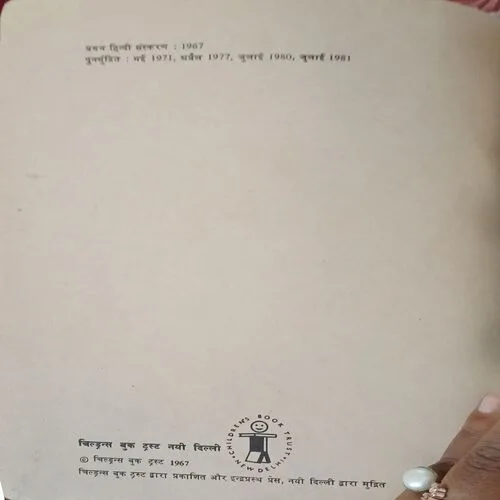 प्रथम हिन्दी संस्करण : 1967
पुनर्मुद्रित : मई 1971, अप्रैल 1977, जुलाई 1980, जुलाई 1981
CHILDREN'S BOOK TRUST
NEW DELHI
चिल्ड्रन्स बुक ट्रस्ट नयी दिल्ली
© चिल्ड्रन्स बुक ट्रस्ट 1967
चिल्ड्रन्स बुक ट्रस्ट द्वारा प्रकाशित और इन्द्रप्रस्थ प्रेस, नयी दिल्ली द्वारा मुद्रित